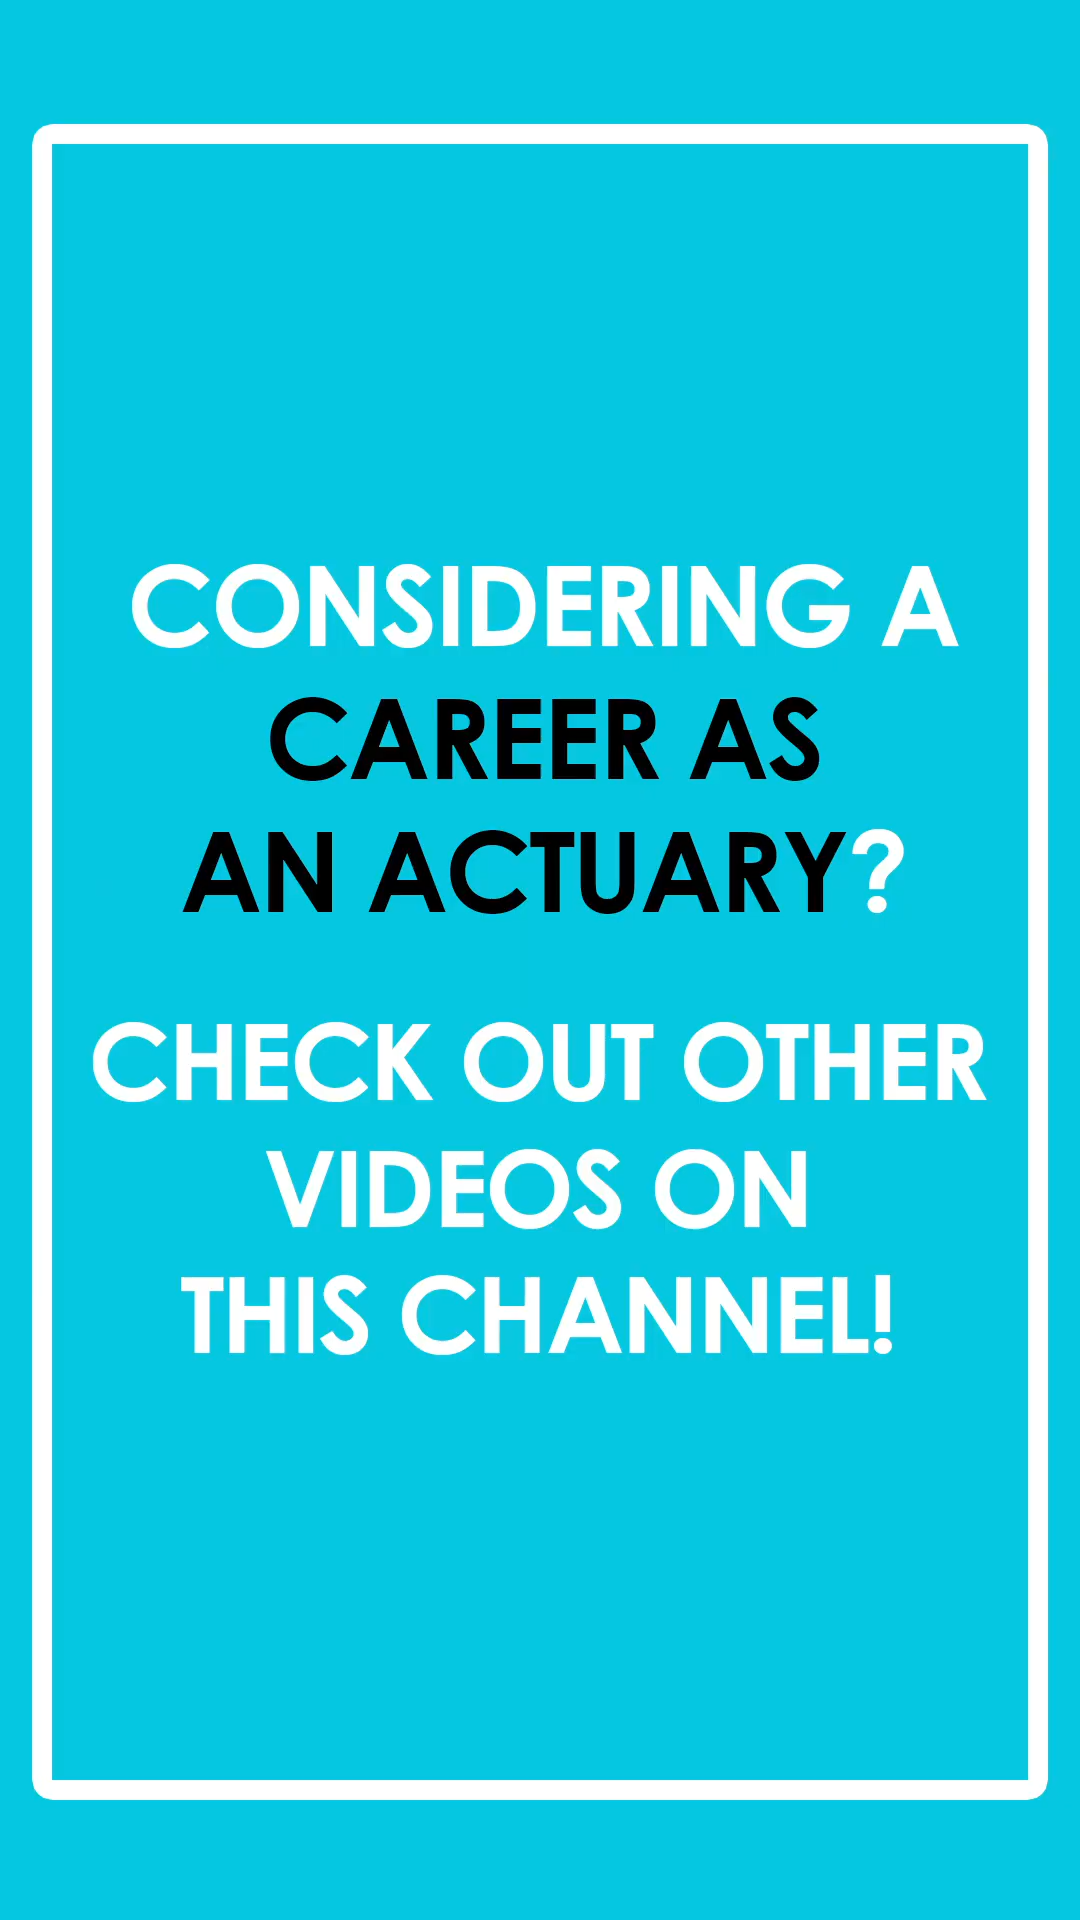 CONSIDERING A
CAREER AS
AN ACTUARY?
CHECK OUT OTHER
VIDEOS ON
THIS CHANNEL!